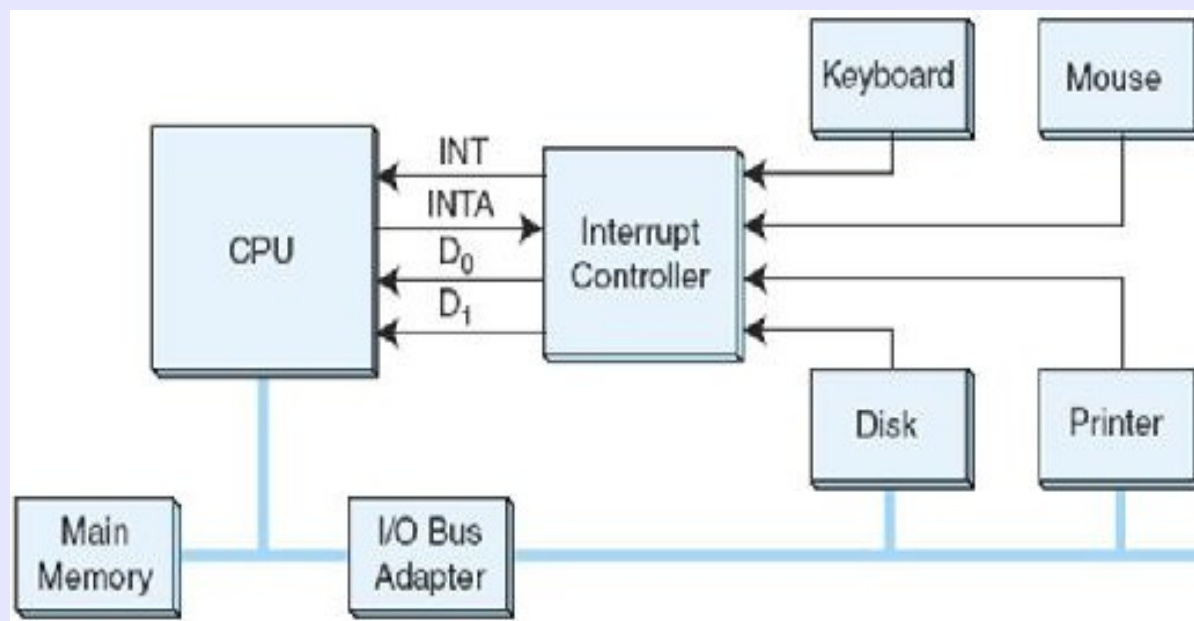 Keyboard
Mouse
INT
INTA
D₀
D₁
CPU
Interrupt
Controller
Disk
Printer
Main
Memory
I/O Bus
Adapter